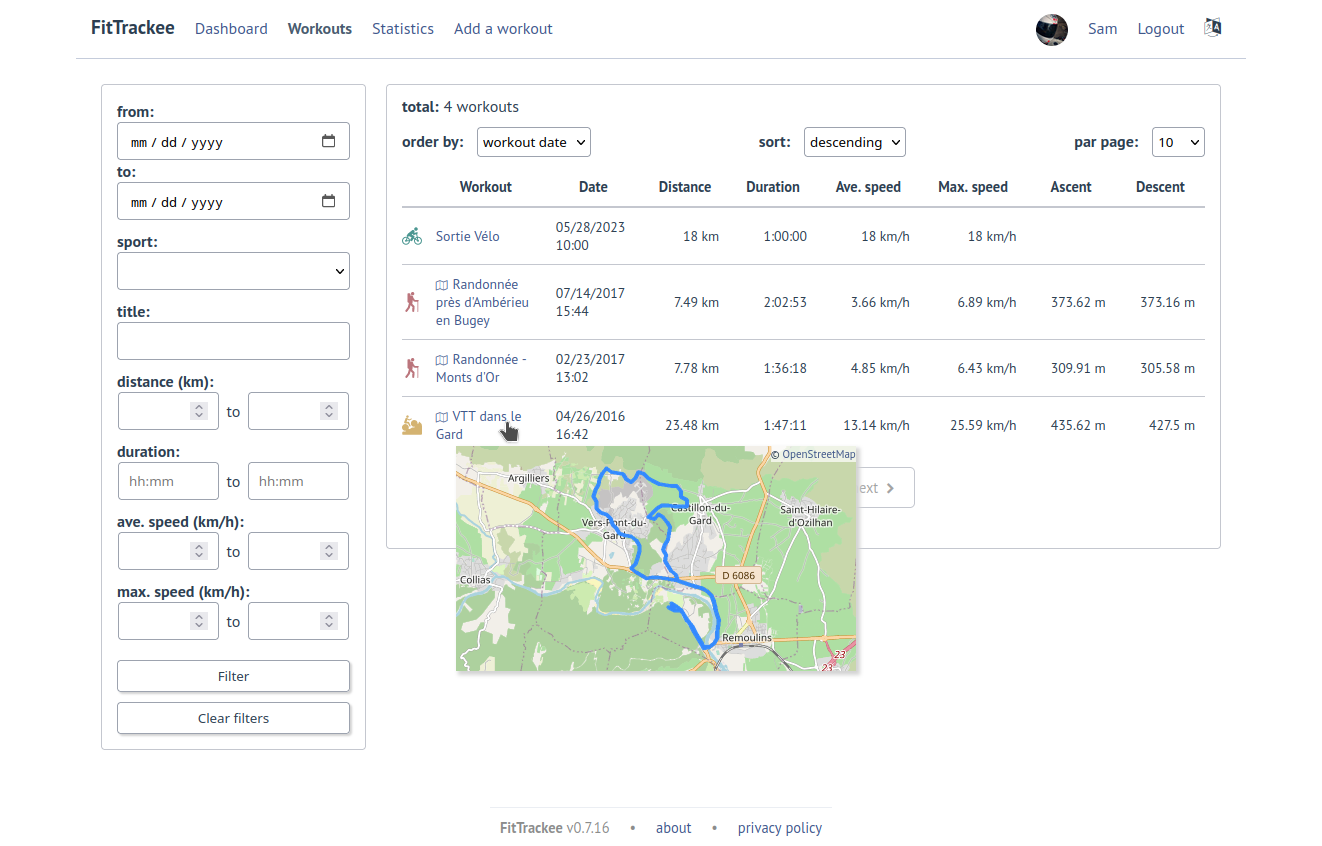 FitTrackee Dashboard Workouts Statistics Add a workout Sam Logout
from:
mm / dd / yyyy
to:
mm / dd / yyyy
sport:
title:
distance (km):
to
duration:
hh:mm to hh:mm
ave. speed (km/h):
to
max. speed (km/h):
to
Filter
Clear filters
total: 4 workouts
order by: workout date sort: descending par page: 10
Workout Date Distance Duration Ave. speed Max. speed Ascent Descent
Sortie Vélo 05/28/2023 10:00 18 km 1:00:00 18 km/h 18 km/h
Randonnée
près d'Ambérieu
en Bugey
07/14/2017
15:44
7.49 km 2:02:53 3.66 km/h 6.89 km/h 373.62 m 373.16 m
Randonnée -
Monts d'Or
02/23/2017
13:02
7.78 km 1:36:18 4.85 km/h 6.43 km/h 309.91 m 305.58 m
VTT dans le
Gard
04/26/2016
16:42
23.48 km 1:47:11 13.14 km/h 25.59 km/h 435.62 m 427.5 m
© OpenStreetMap
Argilliers
Vers-Pont-du-
Gard
Castillon-du-
Gard
Saint-Hilaire-
d'Ozihan
Collias
D 6086
Remoulins
23
23
ext
FitTrackee v0.7.16 • about • privacy policy